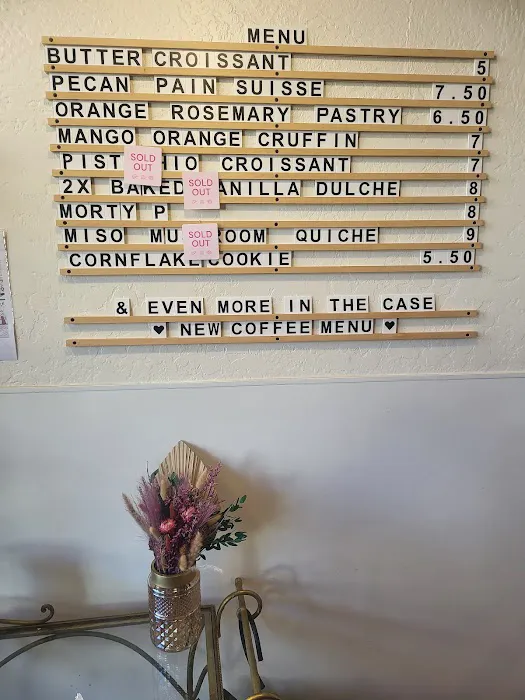 MENU
BUTTER CROISSANT 5
PECAN PAIN SUISSE 7.50
ORANGE ROSEMARY PASTRY 6.50
MANGO ORANGE CRUFFIN 7
SOLD OUT
PIST IO CROISSANT 7
SOLD OUT
2X BAKED ANILLA DULCHE 8
MORTY P 8
SOLD OUT
MISO MU OOM QUICHE 9
CORNFLAKE COOKIE 5.50
& EVEN MORE IN THE CASE
♥ NEW COFFEE MENU ♥